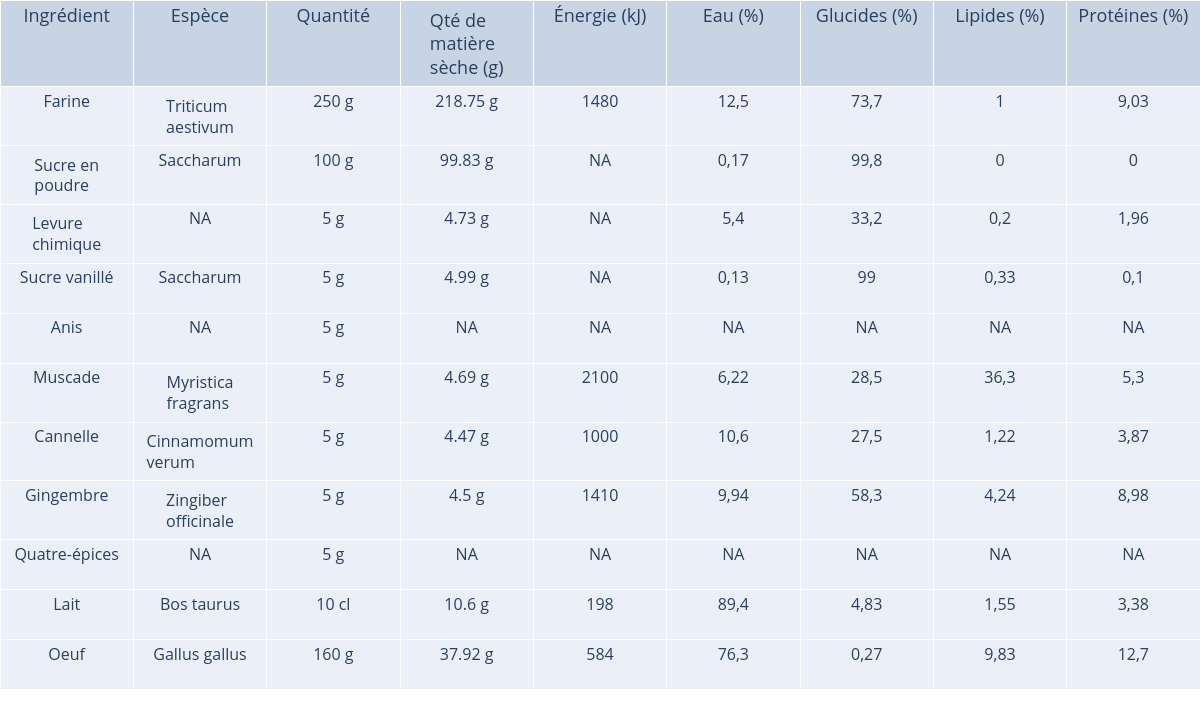 Ingrédient Espèce Quantité Qté de matière sèche (g) Énergie (kJ) Eau (%) Glucides (%) Lipides (%) Protéines (%)
Farine Triticum aestivum 250 g 218.75 g 1480 12,5 73,7 1 9,03
Sucre en poudre Saccharum 100 g 99.83 g NA 0,17 99,8 0 0
Levure chimique NA 5 g 4.73 g NA 5,4 33,2 0,2 1,96
Sucre vanillé Saccharum 5 g 4.99 g NA 0,13 99 0,33 0,1
Anis NA 5 g NA NA NA NA NA NA
Muscade Myristica fragrans 5 g 4.69 g 2100 6,22 28,5 36,3 5,3
Cannelle Cinnamomum verum 5 g 4.47 g 1000 10,6 27,5 1,22 3,87
Gingembre Zingiber officinale 5 g 4.5 g 1410 9,94 58,3 4,24 8,98
Quatre-épices NA 5 g NA NA NA NA NA NA
Lait Bos taurus 10 cl 10.6 g 198 89,4 4,83 1,55 3,38
Oeuf Gallus gallus 160 g 37.92 g 584 76,3 0,27 9,83 12,7